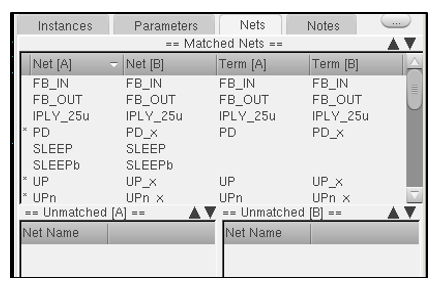 Instances Parameters Nets Notes ...
== Matched Nets ==
Net [A] Net [B] Term [A] Term [B]
FB_IN FB_IN FB_IN FB_IN
FB_OUT FB_OUT FB_OUT FB_OUT
IPLY_25u IPLY_25u IPLY_25u IPLY_25u
* PD PD_x PD PD_x
SLEEP SLEEP
SLEEPb SLEEPb
* UP UP_x UP UP_x
* UPn UPn_x UPn UPn_x
== Unmatched [A] == == Unmatched [B] ==
Net Name Net Name